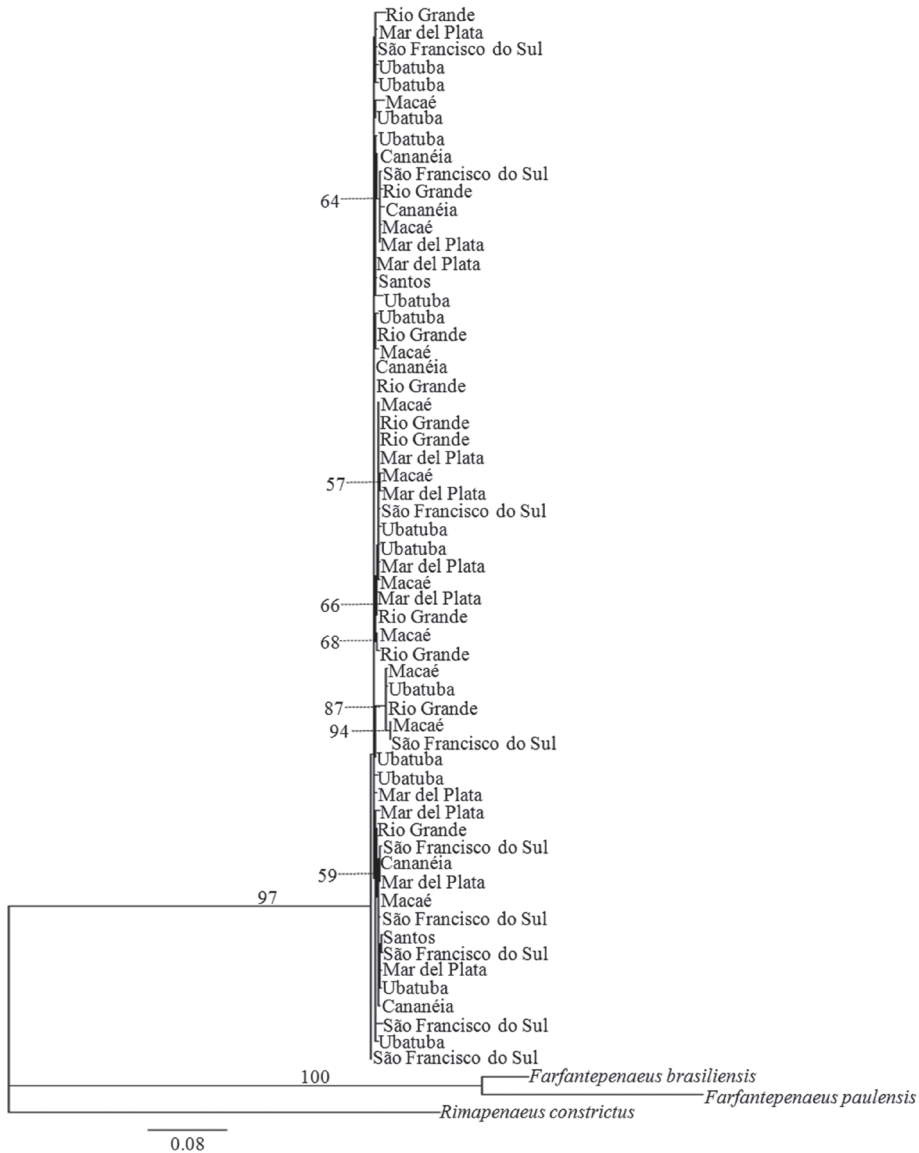 Rio Grande
Mar del Plata
São Francisco do Sul
Ubatuba
Ubatuba
Macaé
Ubatuba
Ubatuba
Cananéia
São Francisco do Sul
Rio Grande
64
Cananéia
Macaé
Mar del Plata
Mar del Plata
Santos
Ubatuba
Ubatuba
Rio Grande
Macaé
Cananéia
Rio Grande
Macaé
Rio Grande
Rio Grande
Mar del Plata
Macaé
57
Mar del Plata
São Francisco do Sul
Ubatuba
Ubatuba
Mar del Plata
Macaé
Mar del Plata
66
Rio Grande
Macaé
68
Rio Grande
Macaé
Ubatuba
Rio Grande
87
Macaé
94
São Francisco do Sul
Ubatuba
Ubatuba
Mar del Plata
Mar del Plata
Rio Grande
São Francisco do Sul
Cananéia
59
Mar del Plata
97
Macaé
São Francisco do Sul
Santos
São Francisco do Sul
Mar del Plata
Ubatuba
Cananéia
São Francisco do Sul
Ubatuba
São Francisco do Sul
100
Farfantepenaeus brasiliensis
Farfantepenaeus paulensis
Rimapenaeus constrictus
0.08